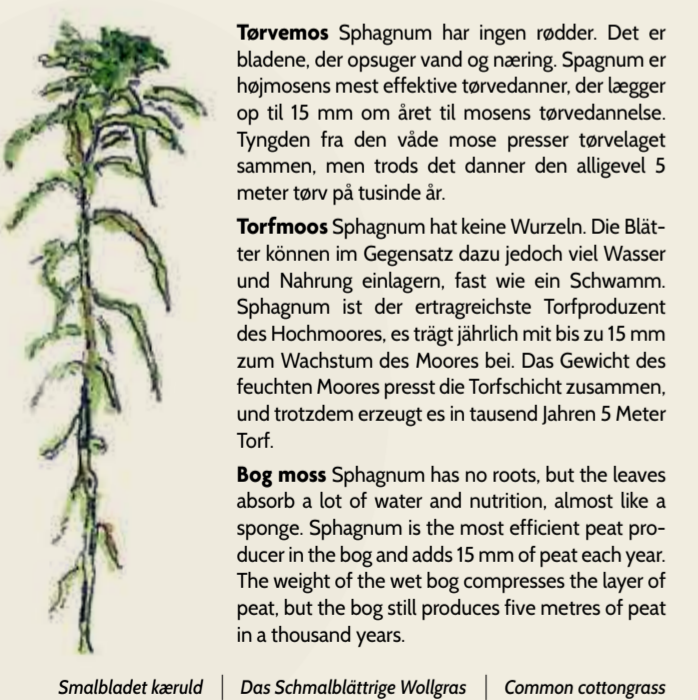 Tørvemos Sphagnum har ingen rødder. Det er
bladene, der opsuger vand og næring. Spagnum er
højmosens mest effektive tørvedanner, der lægger
op til 15 mm om året til mosens tørvedannelse.
Tyngden fra den våde mose presser tørvelaget
sammen, men trods det danner den alligevel 5
meter tørv på tusinde år.
Torfmoos Sphagnum hat keine Wurzeln. Die Blät-
ter können im Gegensatz dazu jedoch viel Wasser
und Nahrung einlagern, fast wie ein Schwamm.
Sphagnum ist der ertragreichste Torfproduzent
des Hochmoores, es trägt jährlich mit bis zu 15 mm
zum Wachstum des Moores bei. Das Gewicht des
feuchten Moores presst die Torfschicht zusammen,
und trotzdem erzeugt es in tausend Jahren 5 Meter
Torf.
Bog moss Sphagnum has no roots, but the leaves
absorb a lot of water and nutrition, almost like a
sponge. Sphagnum is the most efficient peat pro-
ducer in the bog and adds 15 mm of peat each year.
The weight of the wet bog compresses the layer of
peat, but the bog still produces five metres of peat
in a thousand years.
Smalbladet kæruld | Das Schmalblättrige Wollgras | Common cottongrass